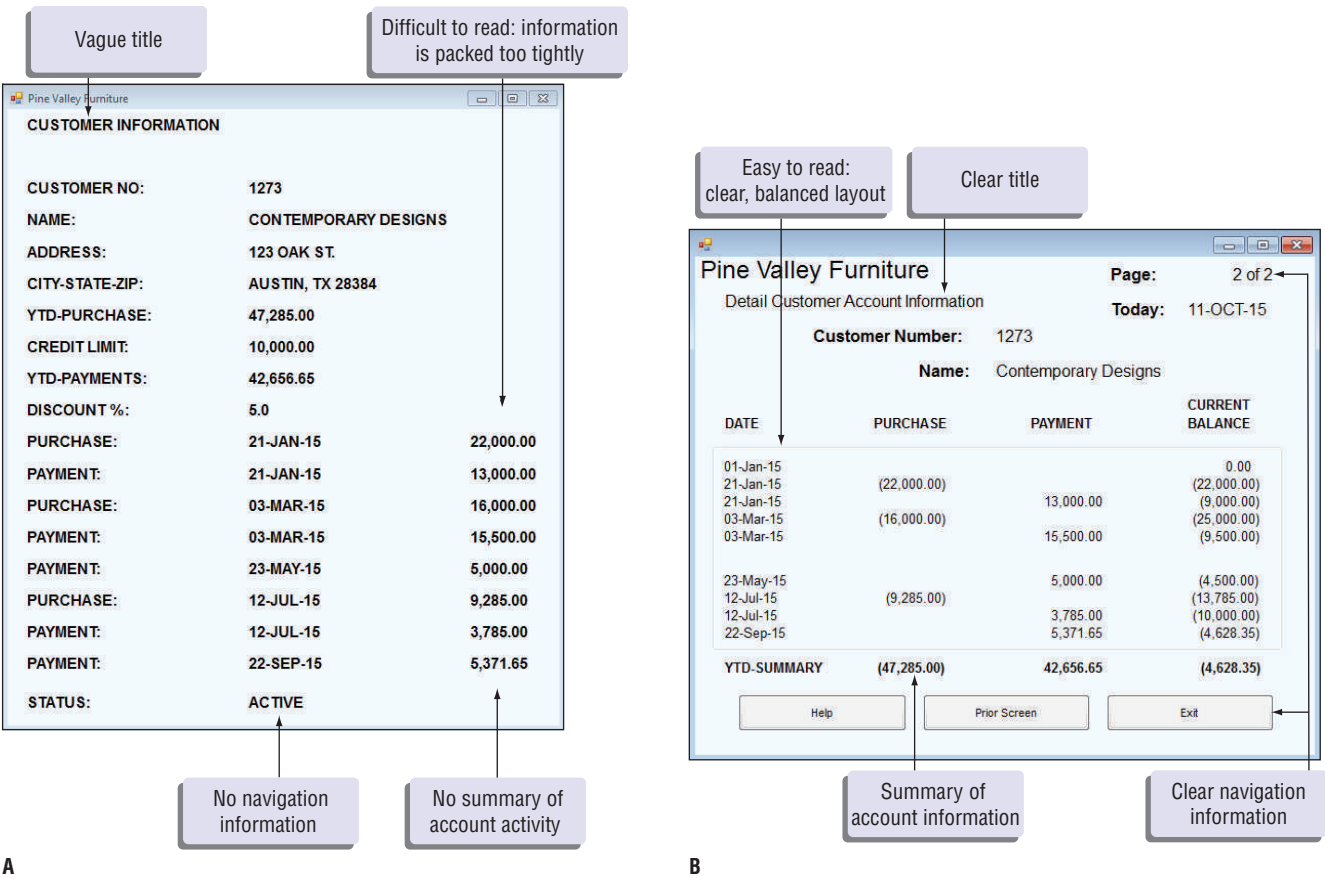 Vague title
Difficult to read: information
is packed too tightly
Pine Valley Furniture
CUSTOMER INFORMATION
CUSTOMER NO: 1273
NAME: CONTEMPORARY DESIGNS
ADDRESS: 123 OAK ST.
CITY-STATE-ZIP: AUSTIN, TX 28384
YTD-PURCHASE: 47,285.00
CREDIT LIMIT: 10,000.00
YTD-PAYMENTS: 42,656.65
DISCOUNT %: 5.0
PURCHASE: 21-JAN-15 22,000.00
PAYMENT: 21-JAN-15 13,000.00
PURCHASE: 03-MAR-15 16,000.00
PAYMENT: 03-MAR-15 15,500.00
PAYMENT: 23-MAY-15 5,000.00
PURCHASE: 12-JUL-15 9,285.00
PAYMENT: 12-JUL-15 3,785.00
PAYMENT: 22-SEP-15 5,371.65
STATUS: ACTIVE
No navigation
information
No summary of
account activity
A
Easy to read:
clear, balanced layout
Clear title
Pine Valley Furniture Page: 2 of 2
Detail Customer Account Information Today: 11-OCT-15
Customer Number: 1273
Name: Contemporary Designs
DATE PURCHASE PAYMENT CURRENT
BALANCE
01-Jan-15 0.00
21-Jan-15 (22,000.00) (22,000.00)
21-Jan-15 13,000.00 (9,000.00)
03-Mar-15 (16,000.00) (25,000.00)
03-Mar-15 15,500.00 (9,500.00)
23-May-15 5,000.00 (4,500.00)
12-Jul-15 (9,285.00) (13,785.00)
12-Jul-15 3,785.00 (10,000.00)
22-Sep-15 5,371.65 (4,628.35)
YTD-SUMMARY (47,285.00) 42,656.65 (4,628.35)
Help Prior Screen Exit
Summary of
account information
Clear navigation
information
B